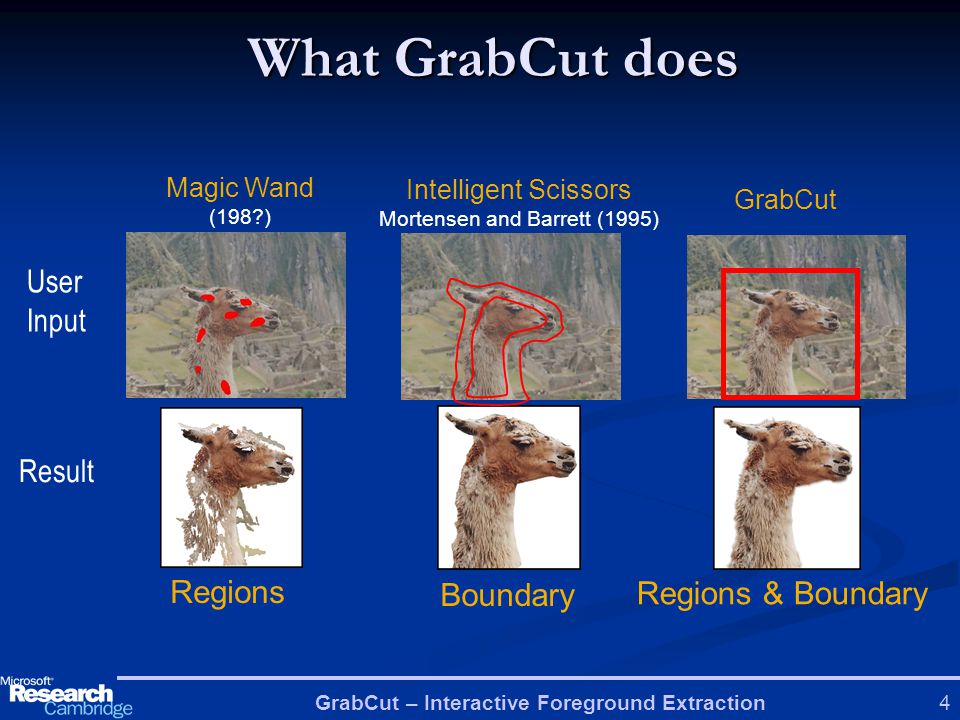 What GrabCut does
Magic Wand
(198?)
Intelligent Scissors
Mortensen and Barrett (1995)
GrabCut
User
Input
Result
Regions
Boundary
Regions & Boundary
Microsoft
Research
Cambridge
GrabCut – Interactive Foreground Extraction
4